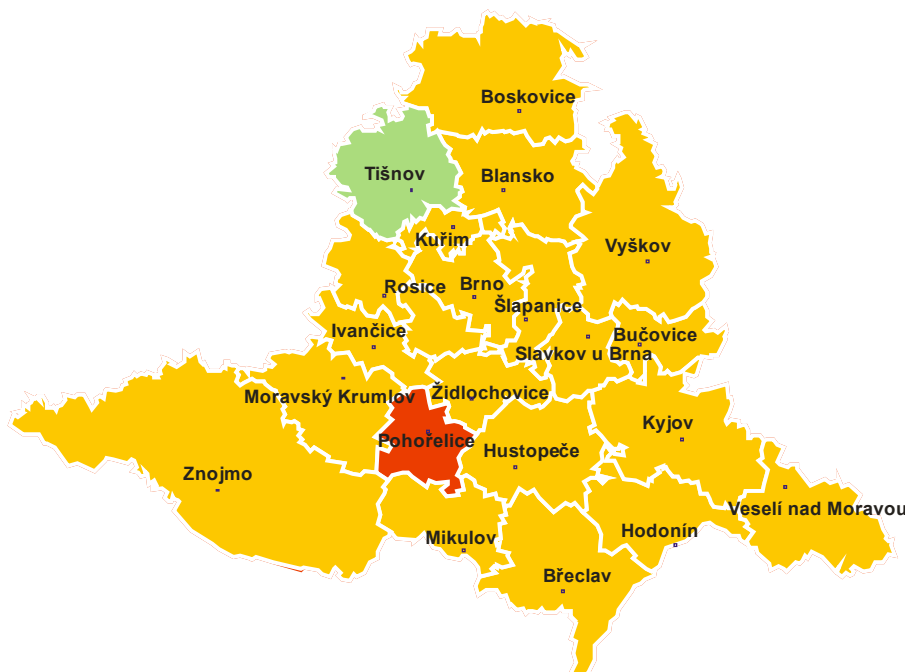 Boskovice
Tišnov
Blansko
Kuřim
Vyškov
Rosice
Brno
Šlapanice
Ivančice
Bučovice
Slavkov u Brna
Moravský Krumlov
Židlochovice
Kyjov
Pohořelice
Hustopeče
Znojmo
Veselí nad Moravou
Hodonín
Mikulov
Břeclav